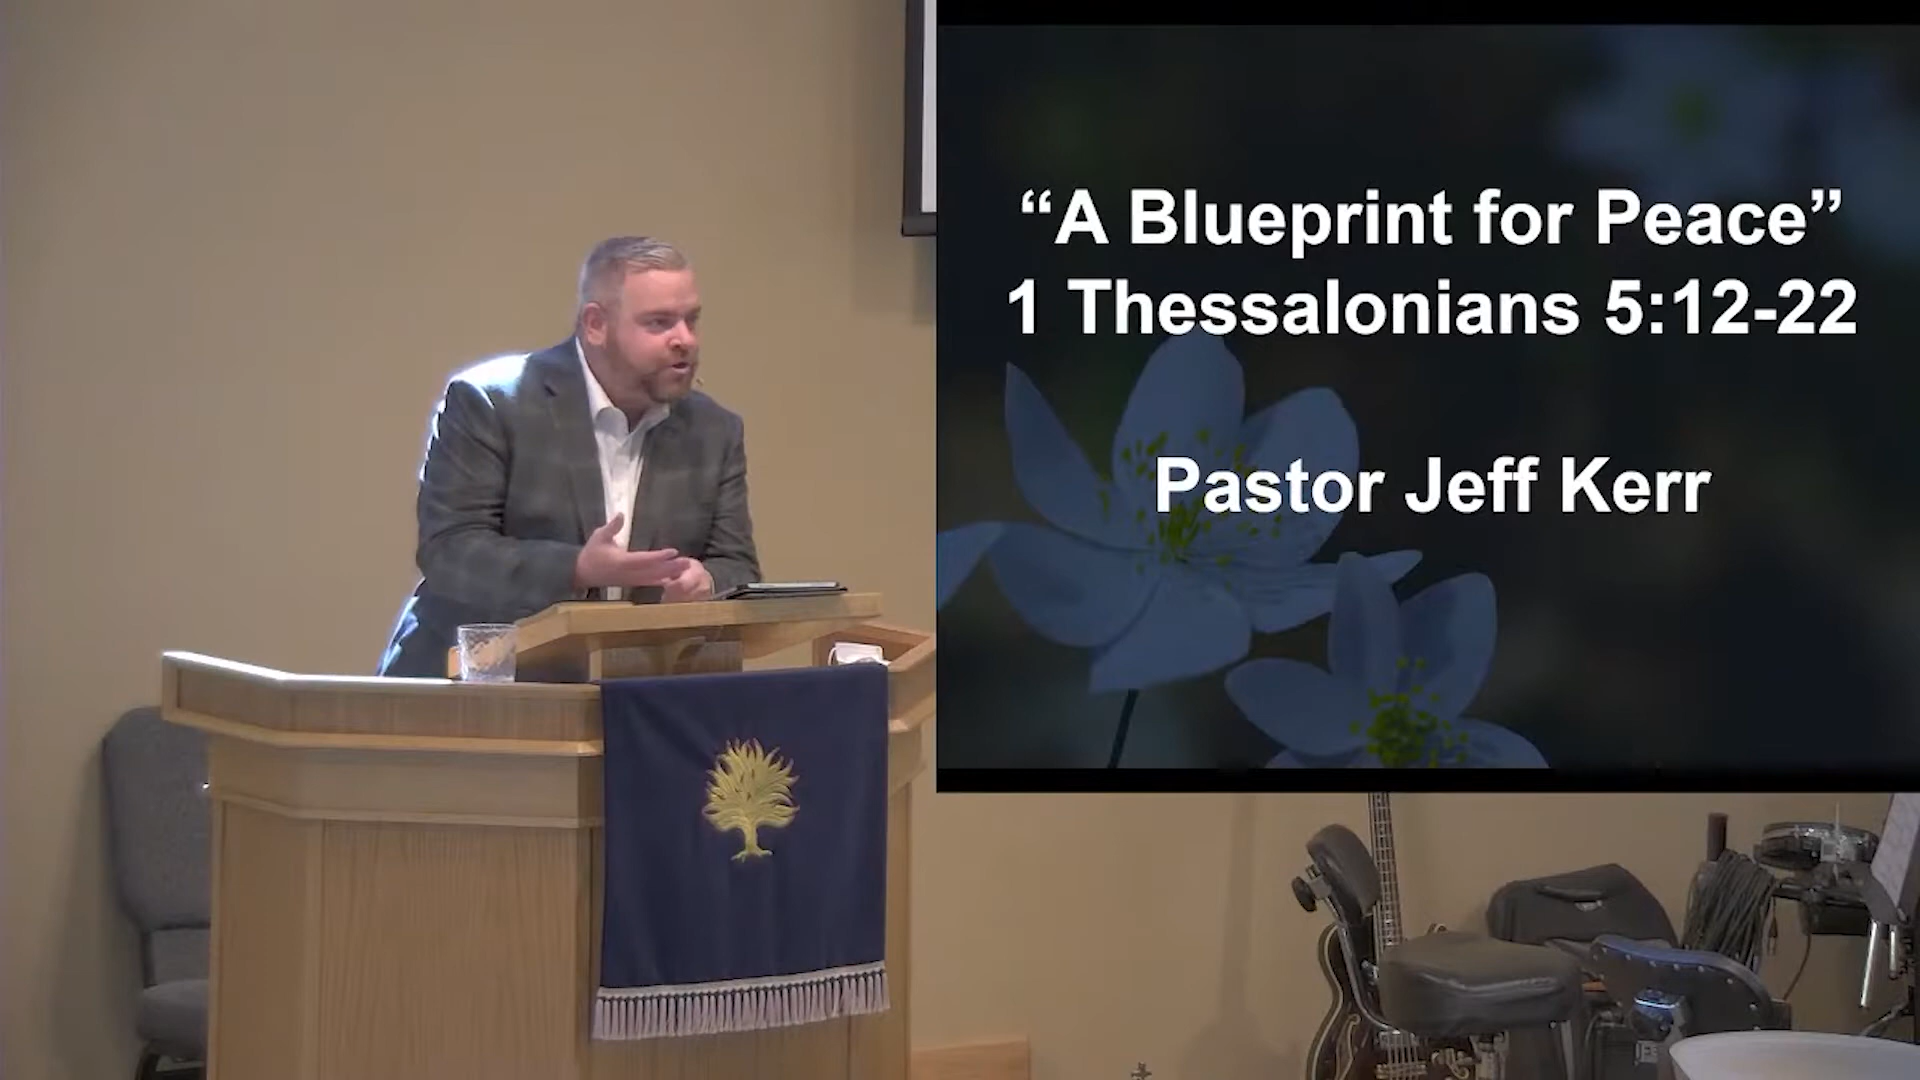 “A Blueprint for Peace”
1 Thessalonians 5:12-22
Pastor Jeff Kerr